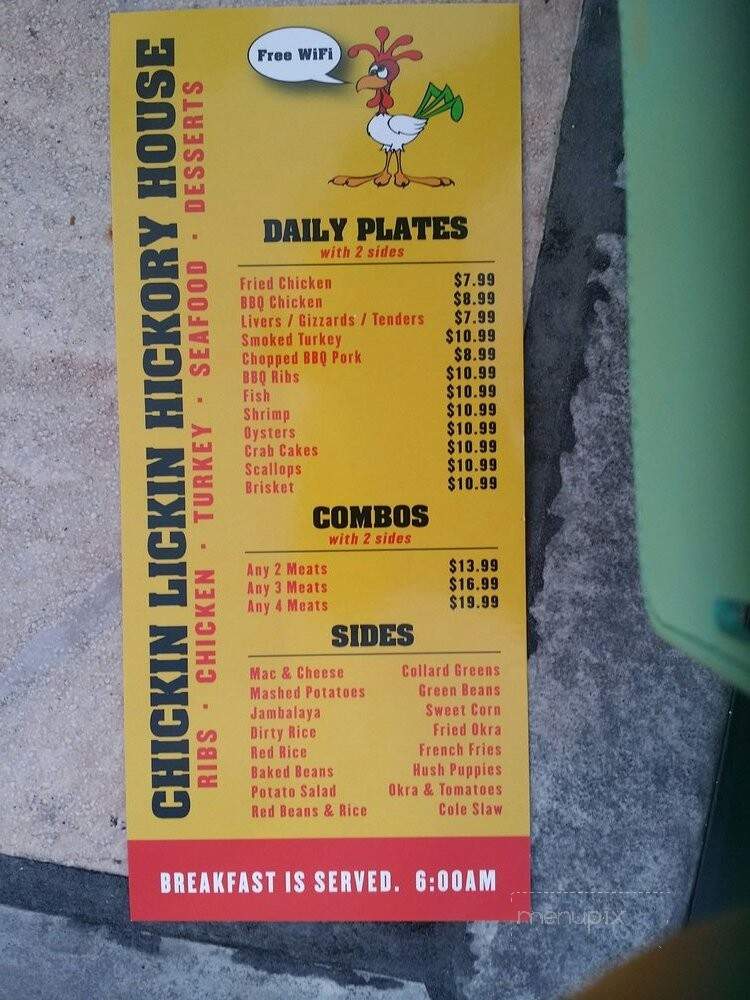 CHICKIN LICKIN HICKORY HOUSE
RIBS · CHICKEN · TURKEY · SEAFOOD · DESSERTS
Free WiFi
DAILY PLATES
with 2 sides
Fried Chicken $7.99
BBQ Chicken $8.99
Livers / Gizzards / Tenders $7.99
Smoked Turkey $10.99
Chopped BBQ Pork $8.99
BBQ Ribs $10.99
Fish $10.99
Shrimp $10.99
Oysters $10.99
Crab Cakes $10.99
Scallops $10.99
Brisket $10.99
COMBOS
with 2 sides
Any 2 Meats $13.99
Any 3 Meats $16.99
Any 4 Meats $19.99
SIDES
Mac & Cheese Collard Greens
Mashed Potatoes Green Beans
Jambalaya Sweet Corn
Dirty Rice Fried Okra
Red Rice French Fries
Baked Beans Hush Puppies
Potato Salad Okra & Tomatoes
Red Beans & Rice Cole Slaw
BREAKFAST IS SERVED. 6:00AM
menupix